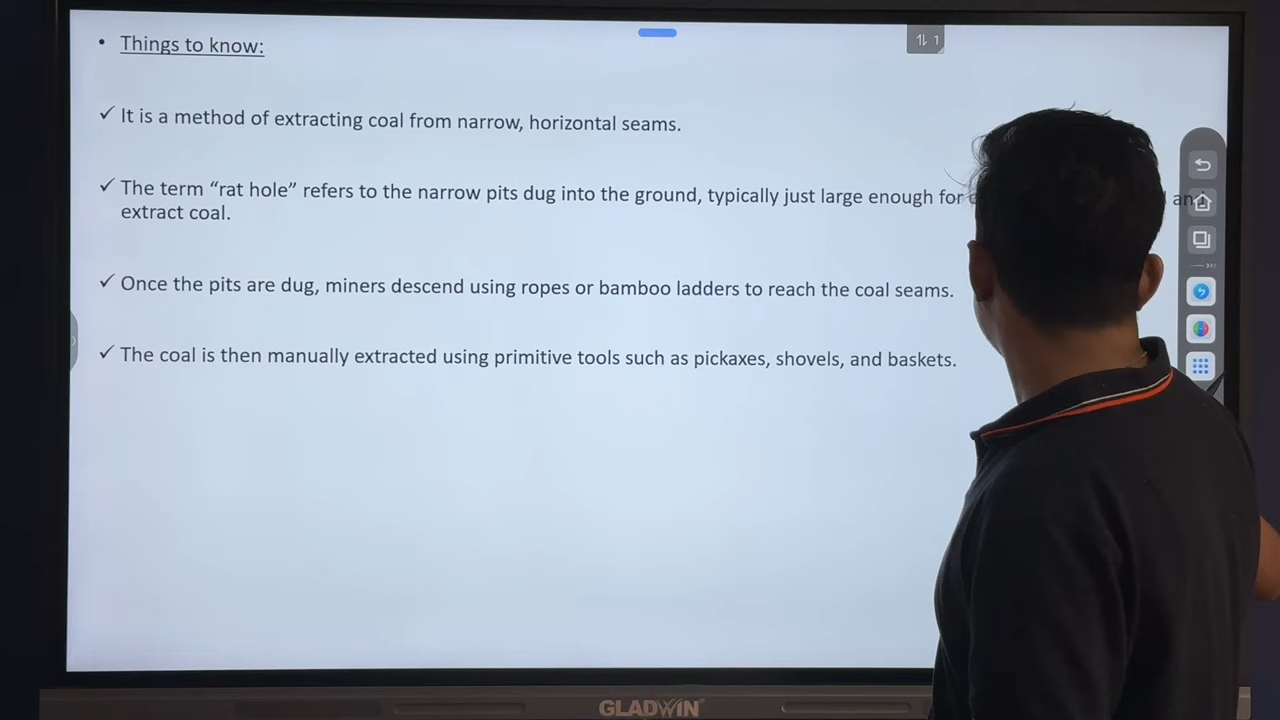 • Things to know:
⇅ 1
✓ It is a method of extracting coal from narrow, horizontal seams.
✓ The term “rat hole” refers to the narrow pits dug into the ground, typically just large enough for
extract coal.
✓ Once the pits are dug, miners descend using ropes or bamboo ladders to reach the coal seams.
✓ The coal is then manually extracted using primitive tools such as pickaxes, shovels, and baskets.
GLADWIN